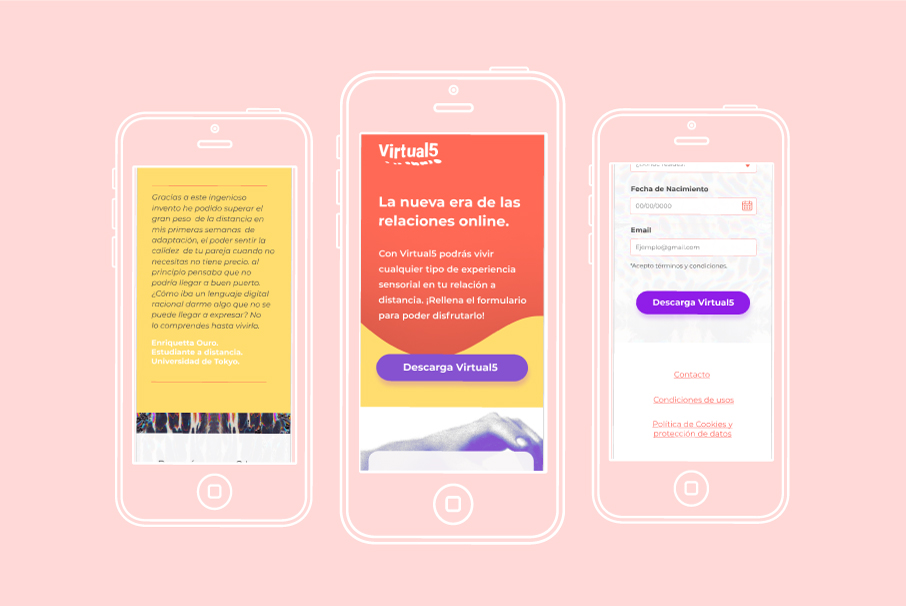 Gracias a este ingenioso
invento he podido superar el
gran peso de la distancia en
mis primeras semanas de
adaptación, el poder sentir la
calidez de tu pareja cuando no
necesitas no tiene precio. al
principio pensaba que no
podría llegar a buen puerto.
¿Cómo iba un lenguaje digital
racional darme algo que no se
puede llegar a expresar? No
lo comprendes hasta vivirla.
Enriquetta Ouro.
Estudiante a distancia.
Universidad de Tokyo.
Virtual5
La nueva era de las
relaciones online.
Con Virtual5 podrás vivir
cualquier tipo de experiencia
sensorial en tu relación a
distancia. ¡Rellena el formulario
para poder disfrutarlo!
Descarga Virtual5
Fecha de Nacimiento
00/00/0000
Email
Ejemplo@gmail.com
*Acepto términos y condiciones.
Descarga Virtual5
Contacto
Condiciones de usos
Política de Cookies y
protección de datos